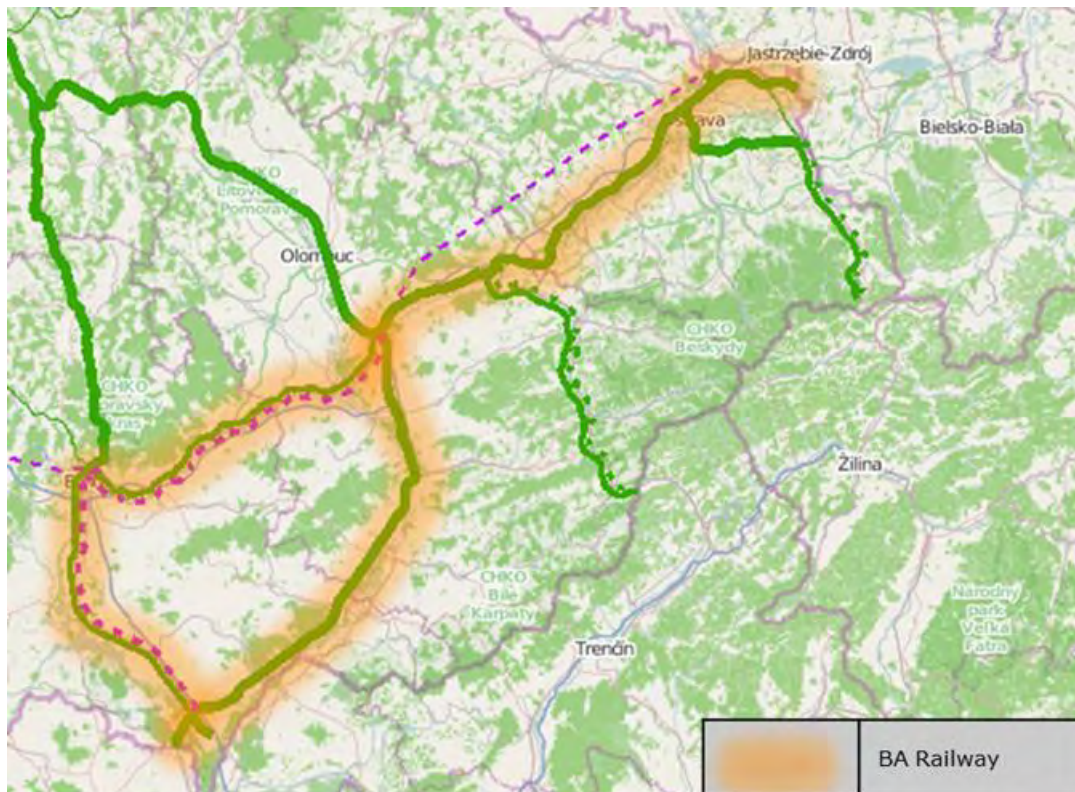 Jastrzębie-Zdrój
Bielsko-Biała
Olomouc
CHKO
Beskydy
Žilina
CHKO
Bílé
Karpaty
Trenčín
Národný
park
Veľká
Fatra
BA Railway